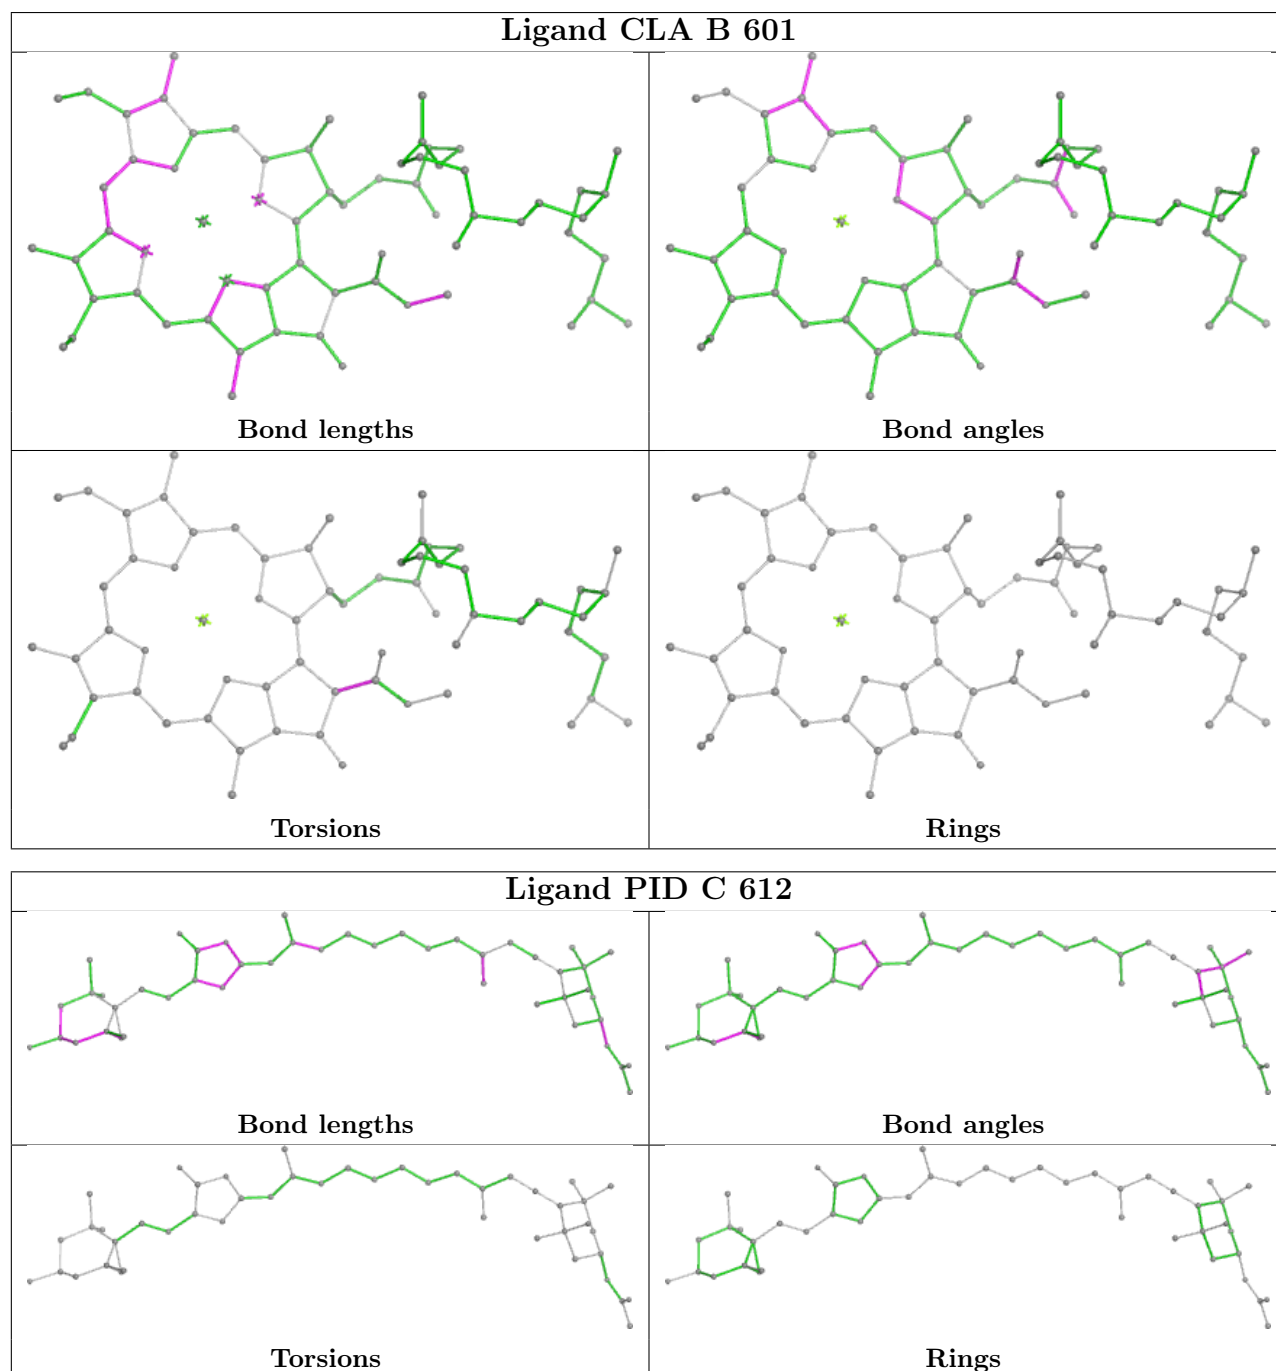 Ligand CLA B 601
Bond lengths
Bond angles
Torsions
Rings
Ligand PID C 612
Bond lengths
Bond angles
Torsions
Rings